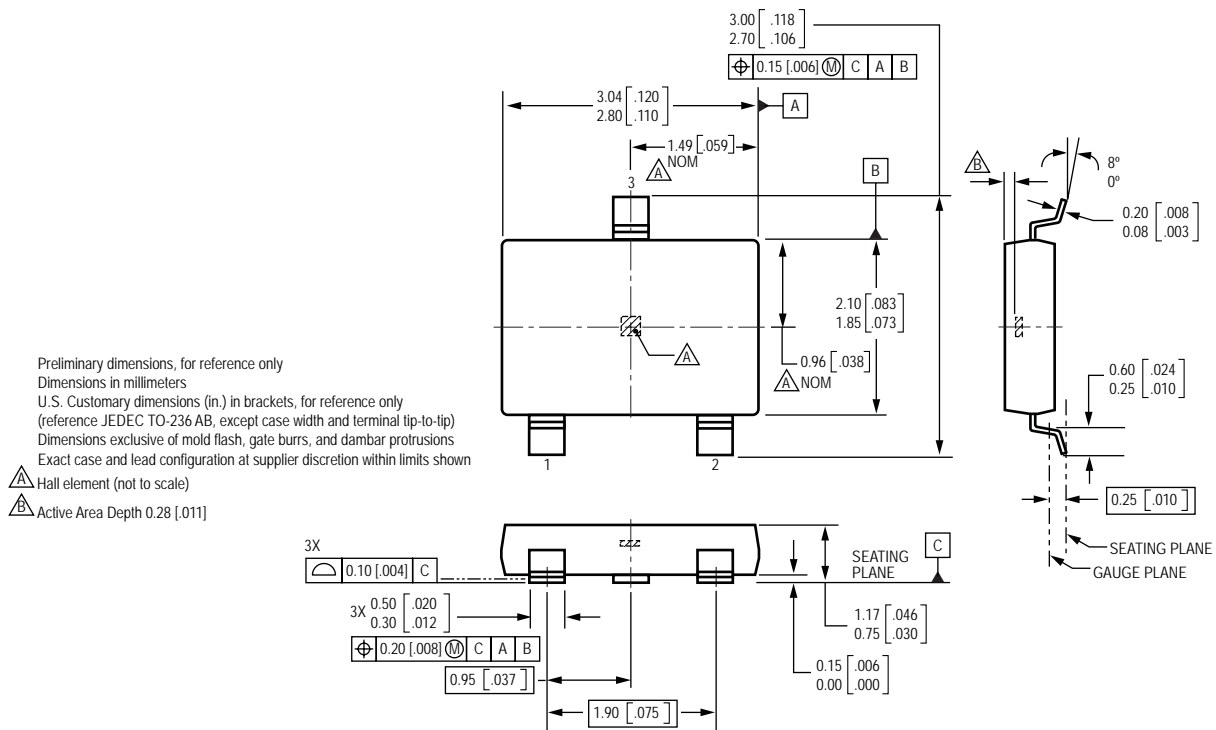 3.00 [.118
2.70 .106]
⌖ 0.15 [.006] Ⓜ C A B
3.04 [.120
2.80 .110]
A
1.49 [.059]
NOM
A
3
B
B
8º
0º
0.20 [.008
0.08 .003]
2.10 [.083
1.85 .073]
0.96 [.038]
A NOM
A
0.60 [.024
0.25 .010]
Preliminary dimensions, for reference only
Dimensions in millimeters
U.S. Customary dimensions (in.) in brackets, for reference only
(reference JEDEC TO-236 AB, except case width and terminal tip-to-tip)
Dimensions exclusive of mold flash, gate burrs, and dambar protrusions
Exact case and lead configuration at supplier discretion within limits shown
A Hall element (not to scale)
B Active Area Depth 0.28 [.011]
1
2
0.25 [.010]
SEATING PLANE
GAUGE PLANE
3X
⌓ 0.10 [.004] C
SEATING
PLANE
C
3X 0.50 [.020
0.30 .012]
⌖ 0.20 [.008] Ⓜ C A B
1.17 [.046
0.75 .030]
0.15 [.006
0.00 .000]
0.95 [.037]
1.90 [.075]